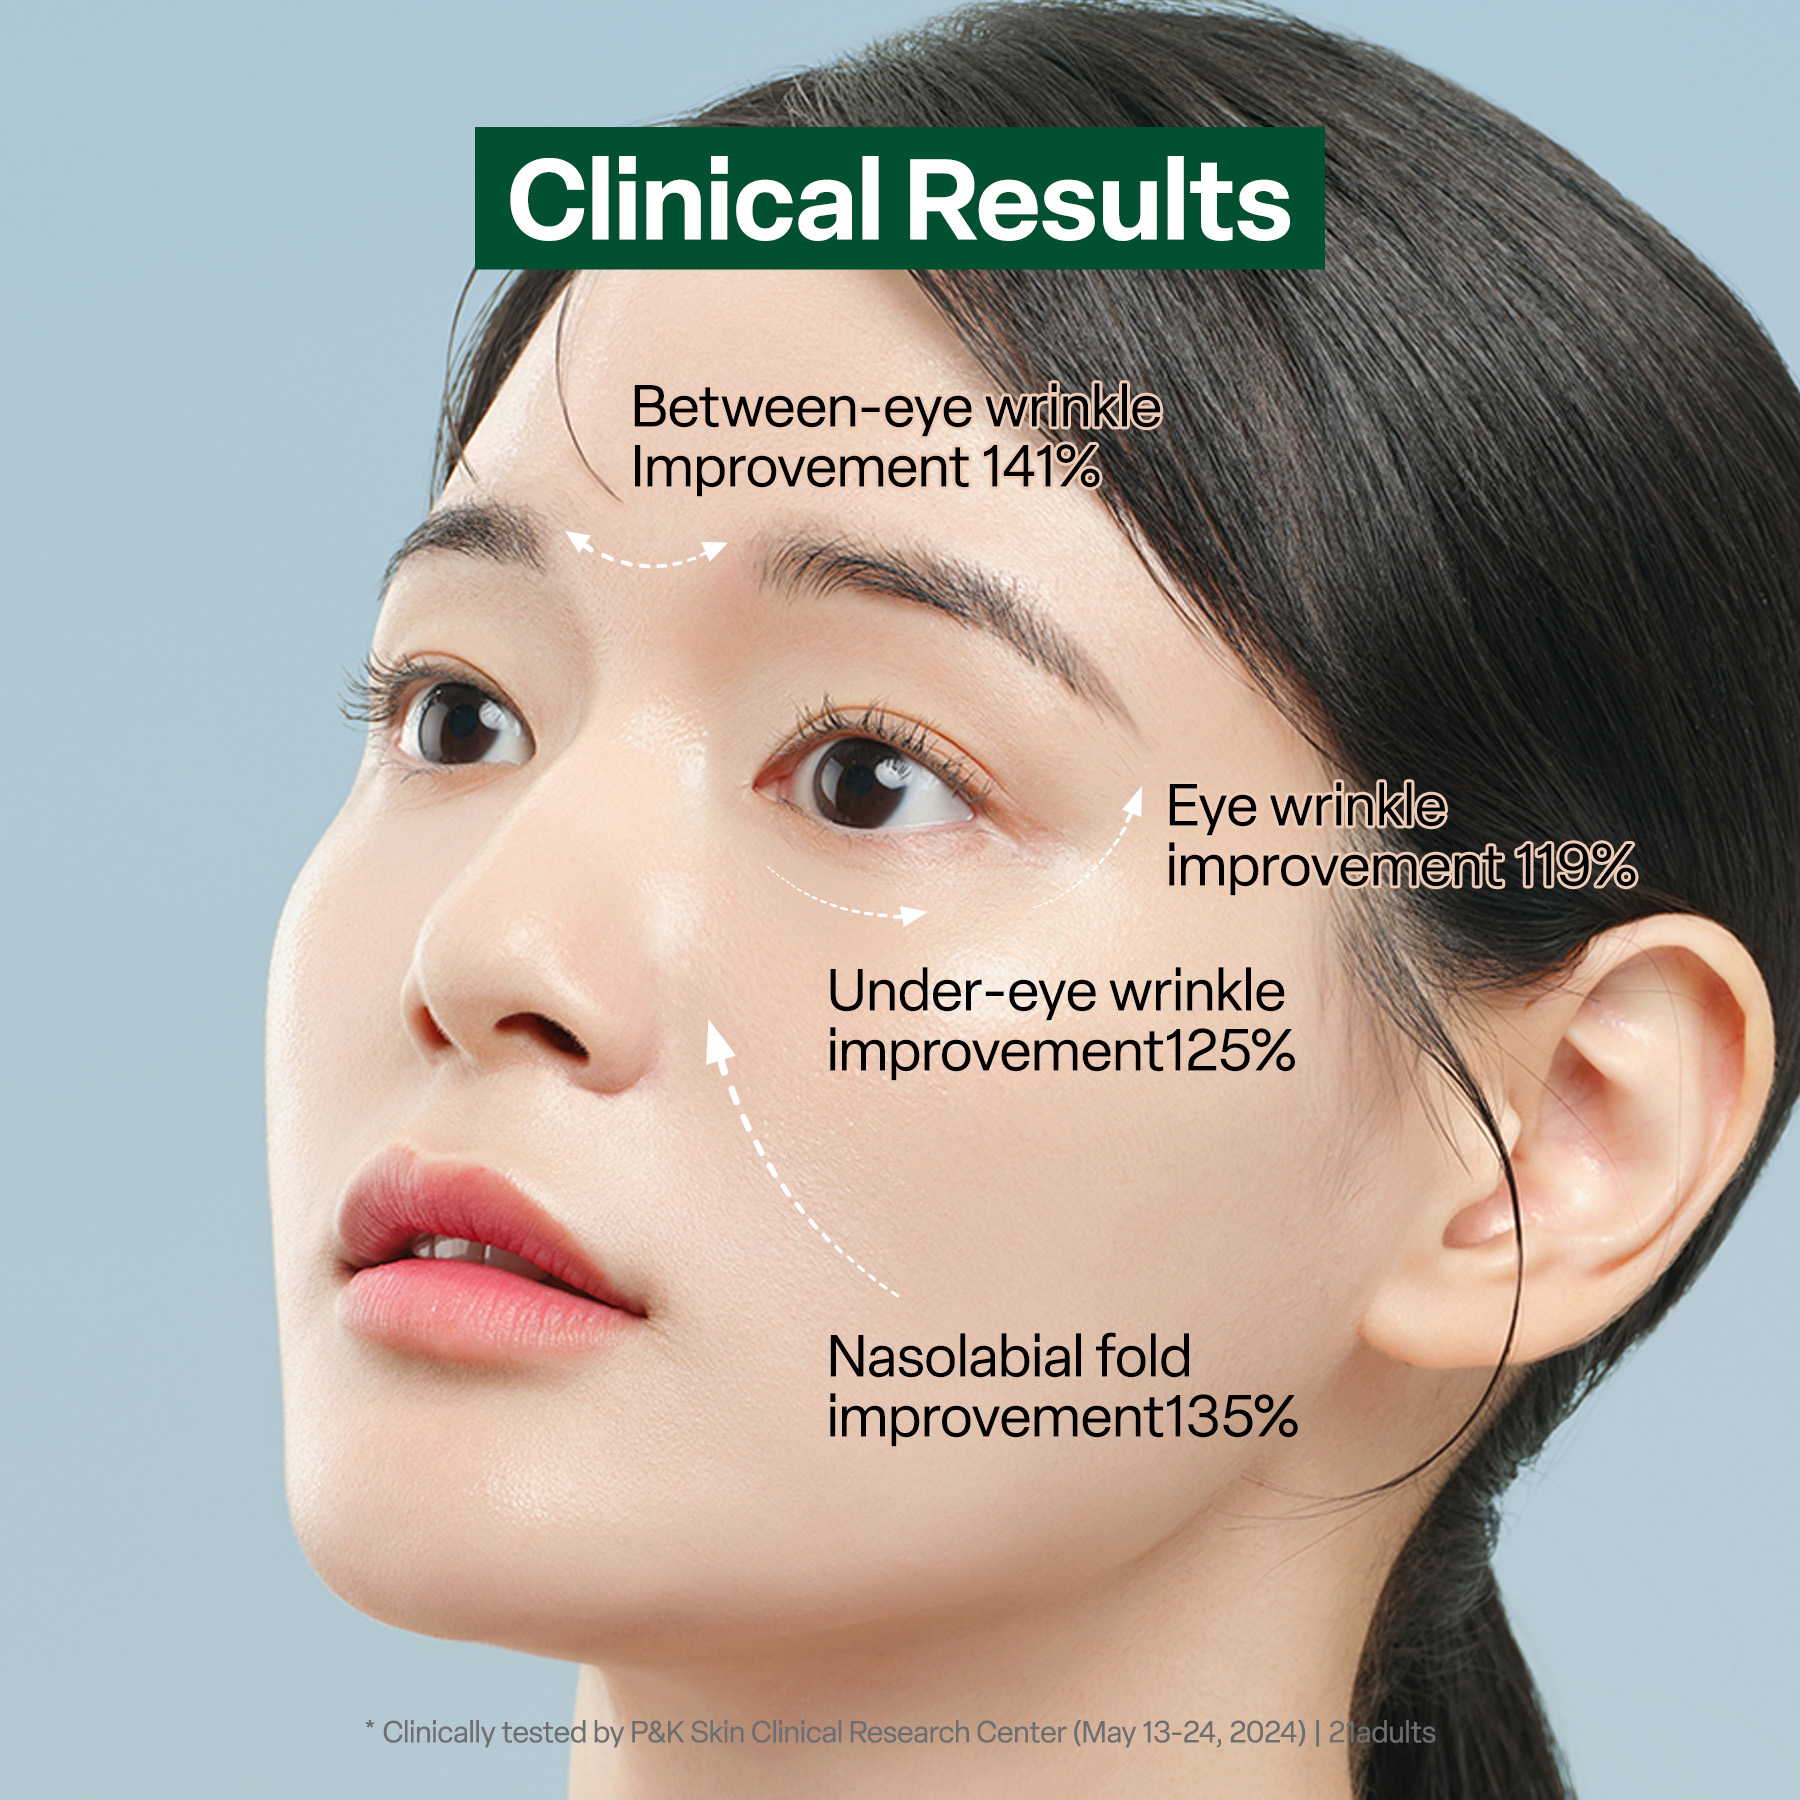 Clinical Results
Between-eye wrinkle
Improvement 141%
Eye wrinkle
improvement 119%
Under-eye wrinkle
improvement125%
Nasolabial fold
improvement135%
* Clinically tested by P&K Skin Clinical Research Center (May 13-24, 2024) | 21adults